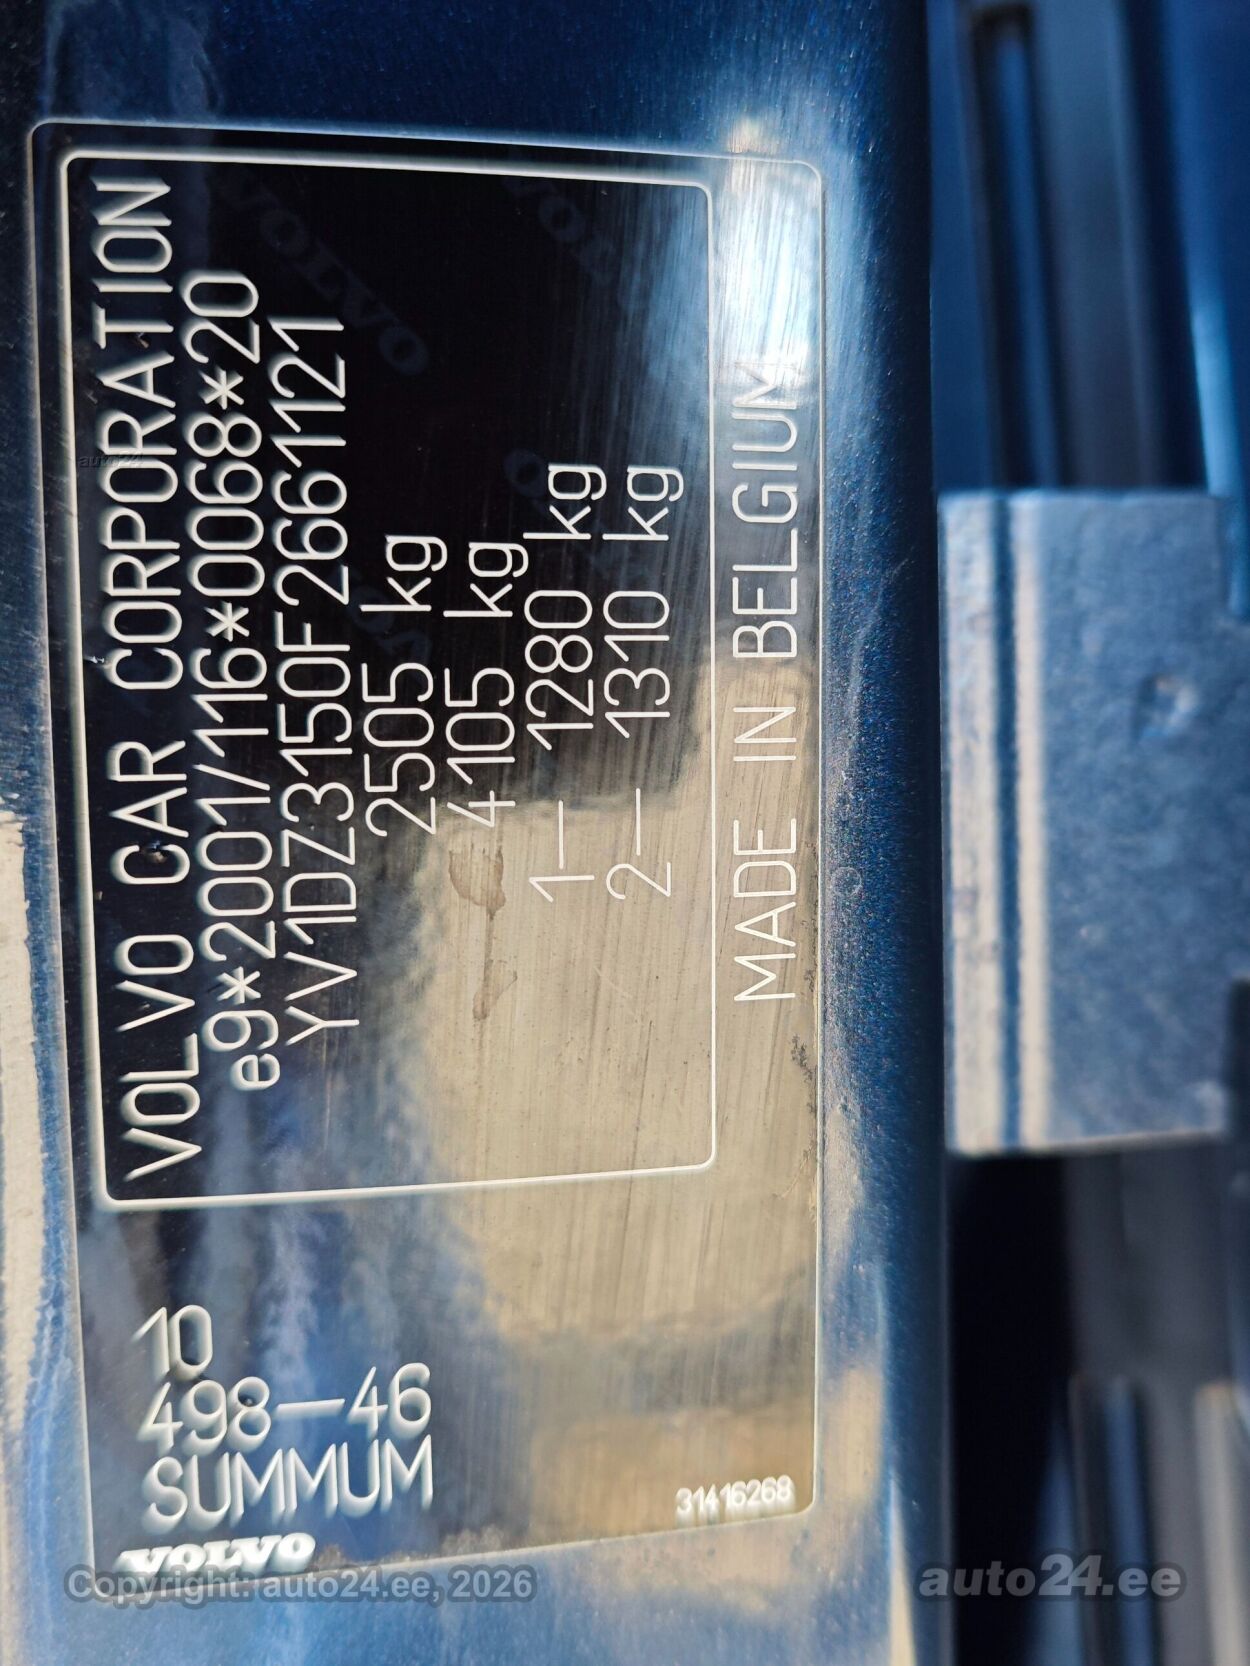 VOLVO CAR CORPORATION
e9*2001/116*0068*20
YV1DZ3150F2661121
2505 kg
4105 kg
1— 1280 kg
2— 1310 kg
MADE IN BELGIUM
10
498—46
SUMMUM
VOLVO
31416268
Copyright: auto24.ee, 2026
auto24.ee